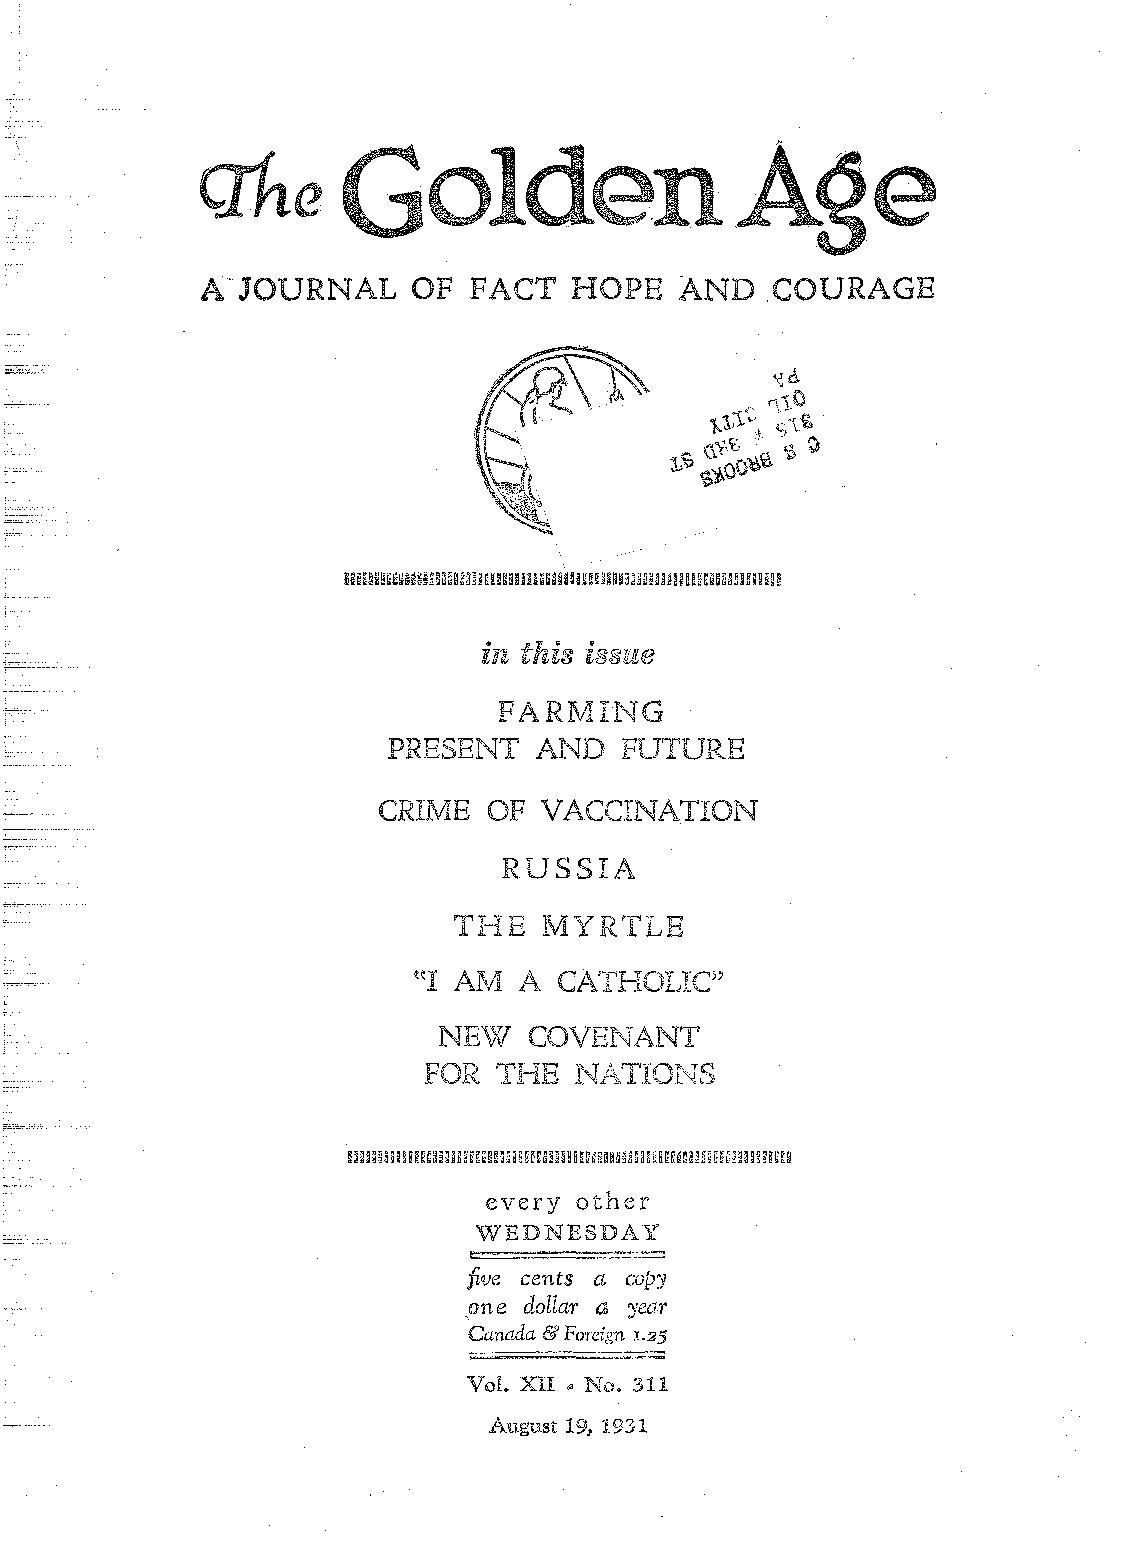 The Golden Age
A JOURNAL OF FACT HOPE AND COURAGE
C S BROOKS
315 E 3RD ST
OIL CITY
PA
in this issue
FARMING
PRESENT AND FUTURE
CRIME OF VACCINATION
RUSSIA
THE MYRTLE
"I AM A CATHOLIC"
NEW COVENANT
FOR THE NATIONS
every other
WEDNESDAY
five cents a copy
one dollar a year
Canada & Foreign 1.25
Vol. XII • No. 311
August 19, 1931